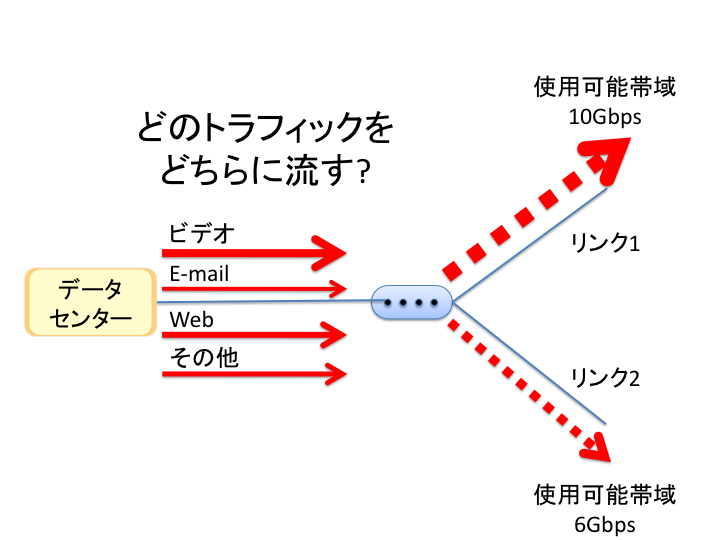 使用可能帯域
10Gbps
どのトラフィックを
どちらに流す?
ビデオ
リンク1
E-mail
データ
センター
Web
その他
リンク2
使用可能帯域
6Gbps